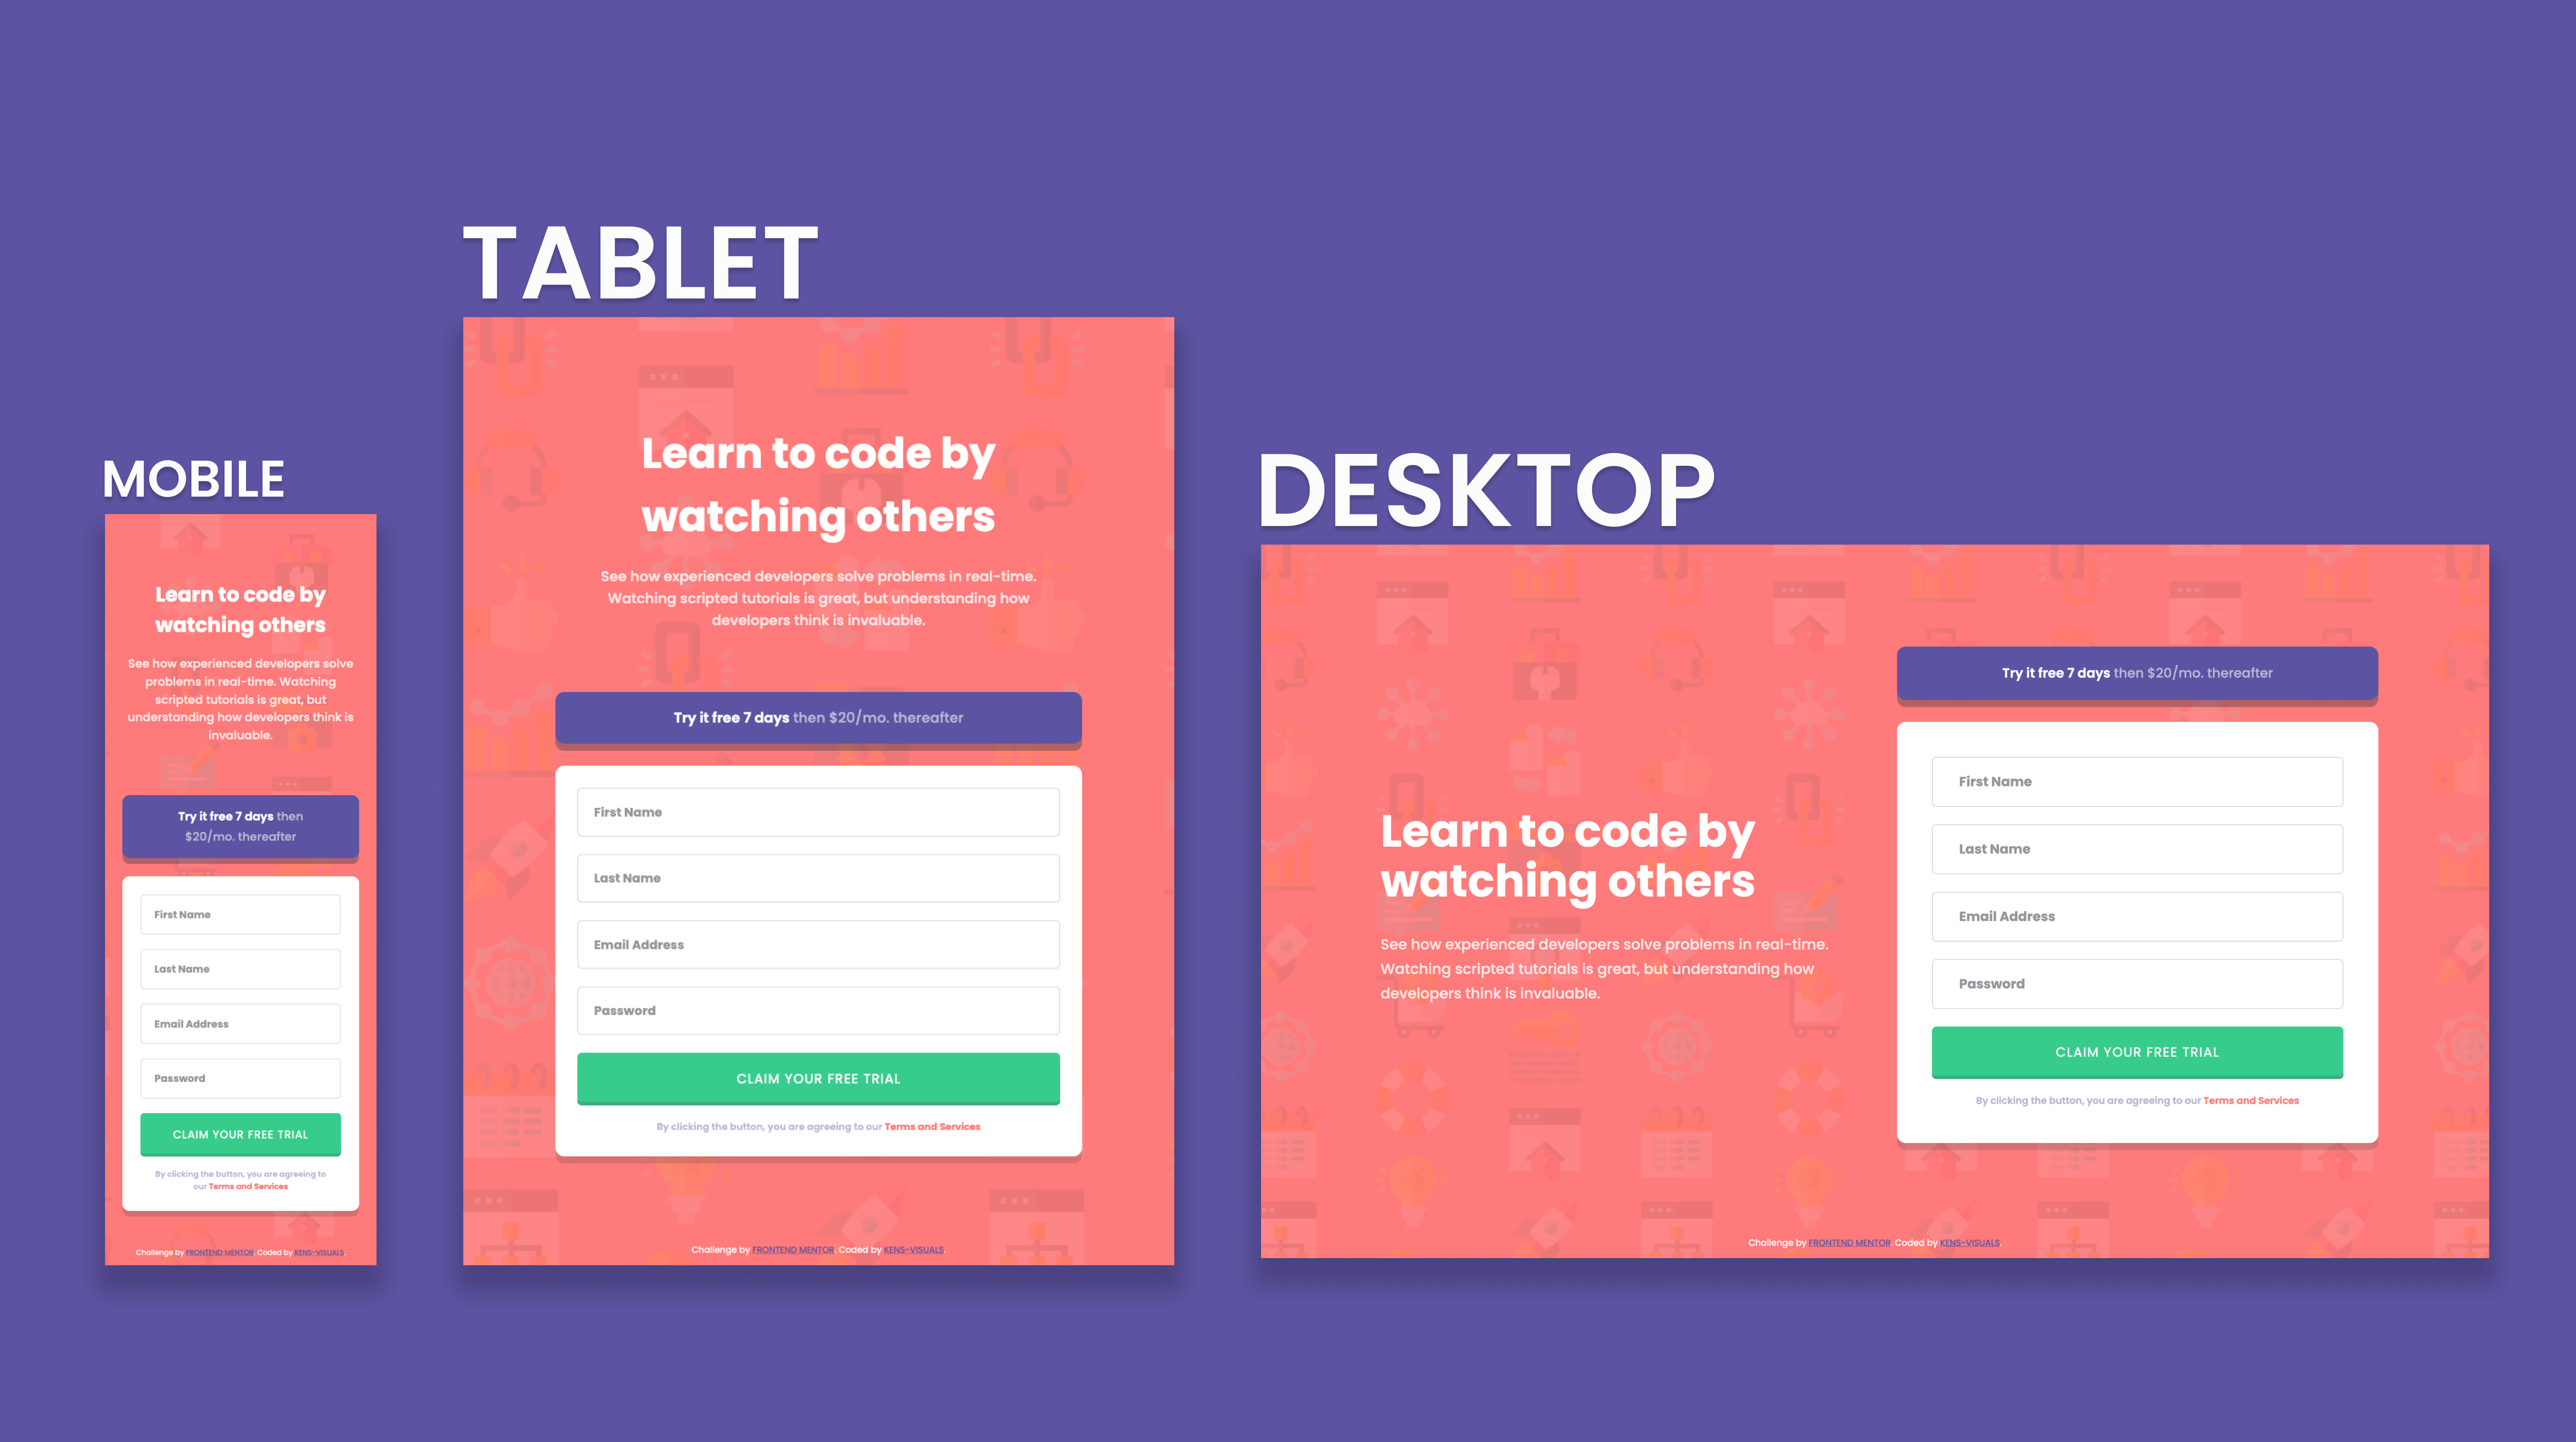 MOBILE
Learn to code by
watching others
See how experienced developers solve
problems in real-time. Watching
scripted tutorials is great, but
understanding how developers think is
invaluable.
Try it free 7 days then
$20/mo. thereafter
First Name
Last Name
Email Address
Password
CLAIM YOUR FREE TRIAL
By clicking the button, you are agreeing to
our Terms and Services
Challenge by FRONTEND MENTOR. Coded by KENS-VISUALS.
TABLET
Learn to code by
watching others
See how experienced developers solve problems in real-time.
Watching scripted tutorials is great, but understanding how
developers think is invaluable.
Try it free 7 days then $20/mo. thereafter
First Name
Last Name
Email Address
Password
CLAIM YOUR FREE TRIAL
By clicking the button, you are agreeing to our Terms and Services
Challenge by FRONTEND MENTOR. Coded by KENS-VISUALS.
DESKTOP
Learn to code by
watching others
See how experienced developers solve problems in real-time.
Watching scripted tutorials is great, but understanding how
developers think is invaluable.
Try it free 7 days then $20/mo. thereafter
First Name
Last Name
Email Address
Password
CLAIM YOUR FREE TRIAL
By clicking the button, you are agreeing to our Terms and Services
Challenge by FRONTEND MENTOR. Coded by KENS-VISUALS.